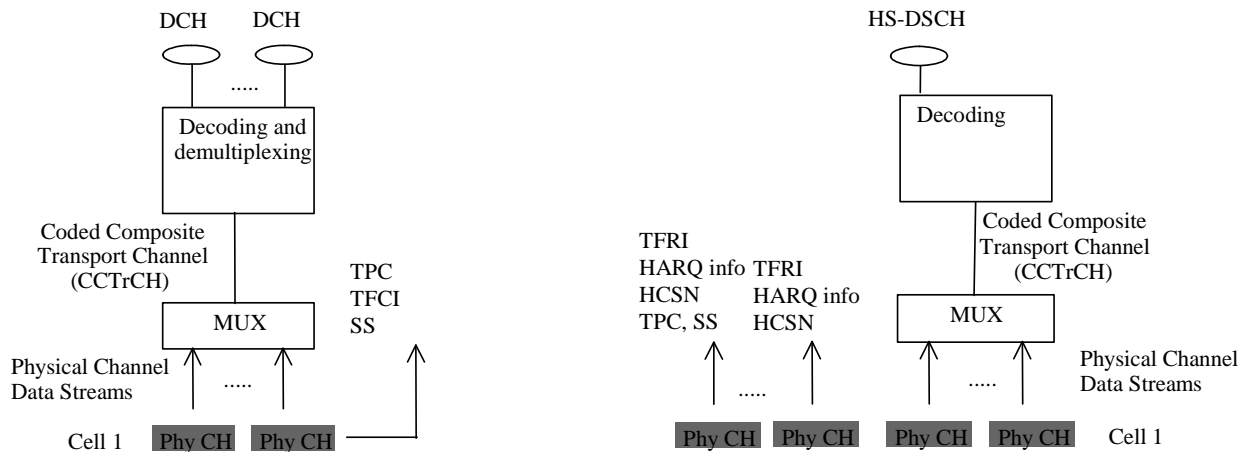 DCH
DCH
.....
Decoding and
demultiplexing
Coded Composite
Transport Channel
(CCTrCH)
TPC
TFCI
SS
MUX
Physical Channel
Data Streams
.....
Cell 1
Phy CH
Phy CH
HS-DSCH
Decoding
Coded Composite
Transport Channel
(CCTrCH)
TFRI
HARQ info
HCSN
TPC, SS
TFRI
HARQ info
HCSN
MUX
Physical Channel
Data Streams
.....
.....
Phy CH
Phy CH
Phy CH
Phy CH
Cell 1